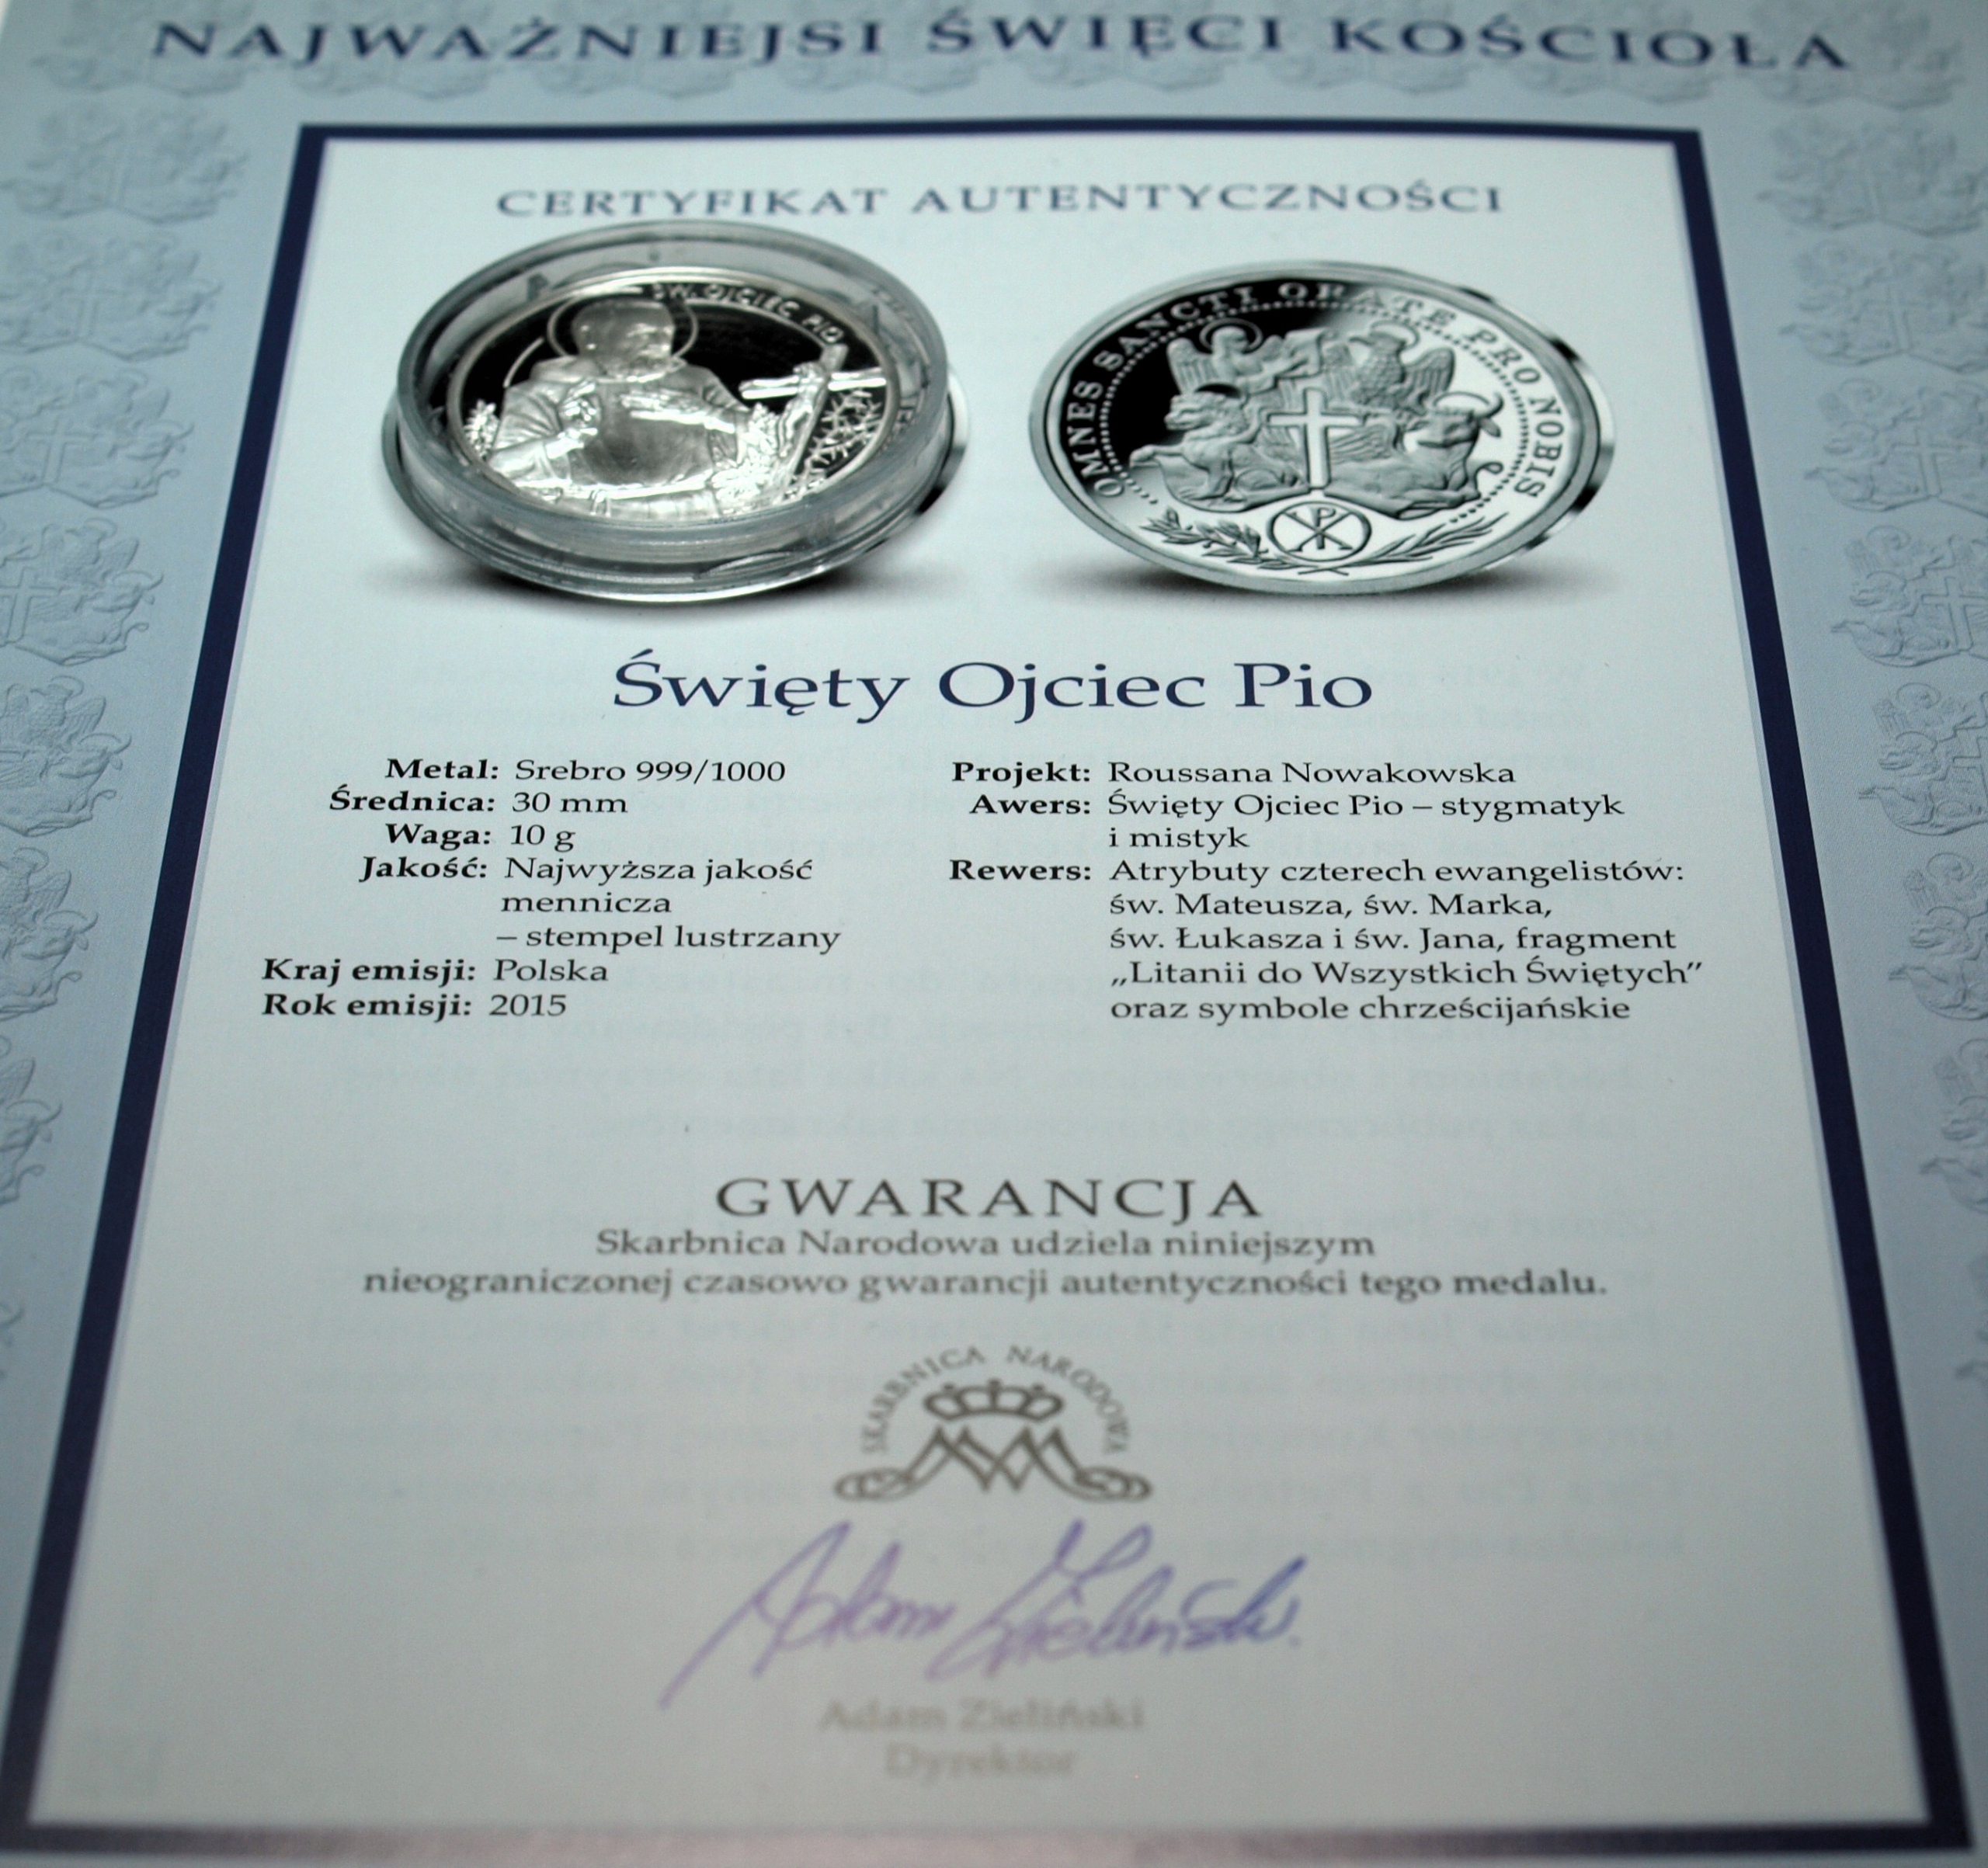 NAJWAŻNIEJSI ŚWIĘCI KOŚCIOŁA
CERTYFIKAT AUTENTYCZNOŚCI
ŚW. OJCIEC PIO
OMNES SANCTI ORATE PRO NOBIS
Święty Ojciec Pio
Metal: Srebro 999/1000
Średnica: 30 mm
Waga: 10 g
Jakość: Najwyższa jakość
mennicza
– stempel lustrzany
Kraj emisji: Polska
Rok emisji: 2015
Projekt: Roussana Nowakowska
Awers: Święty Ojciec Pio – stygmatyk
i mistyk
Rewers: Atrybuty czterech ewangelistów:
św. Mateusza, św. Marka,
św. Łukasza i św. Jana, fragment
„Litanii do Wszystkich Świętych”
oraz symbole chrześcijańskie
GWARANCJA
Skarbnica Narodowa udziela niniejszym
nieograniczonej czasowo gwarancji autentyczności tego medalu.
SKARBNICA NARODOWA
Adam Zieliński
Adam Zieliński
Dyrektor